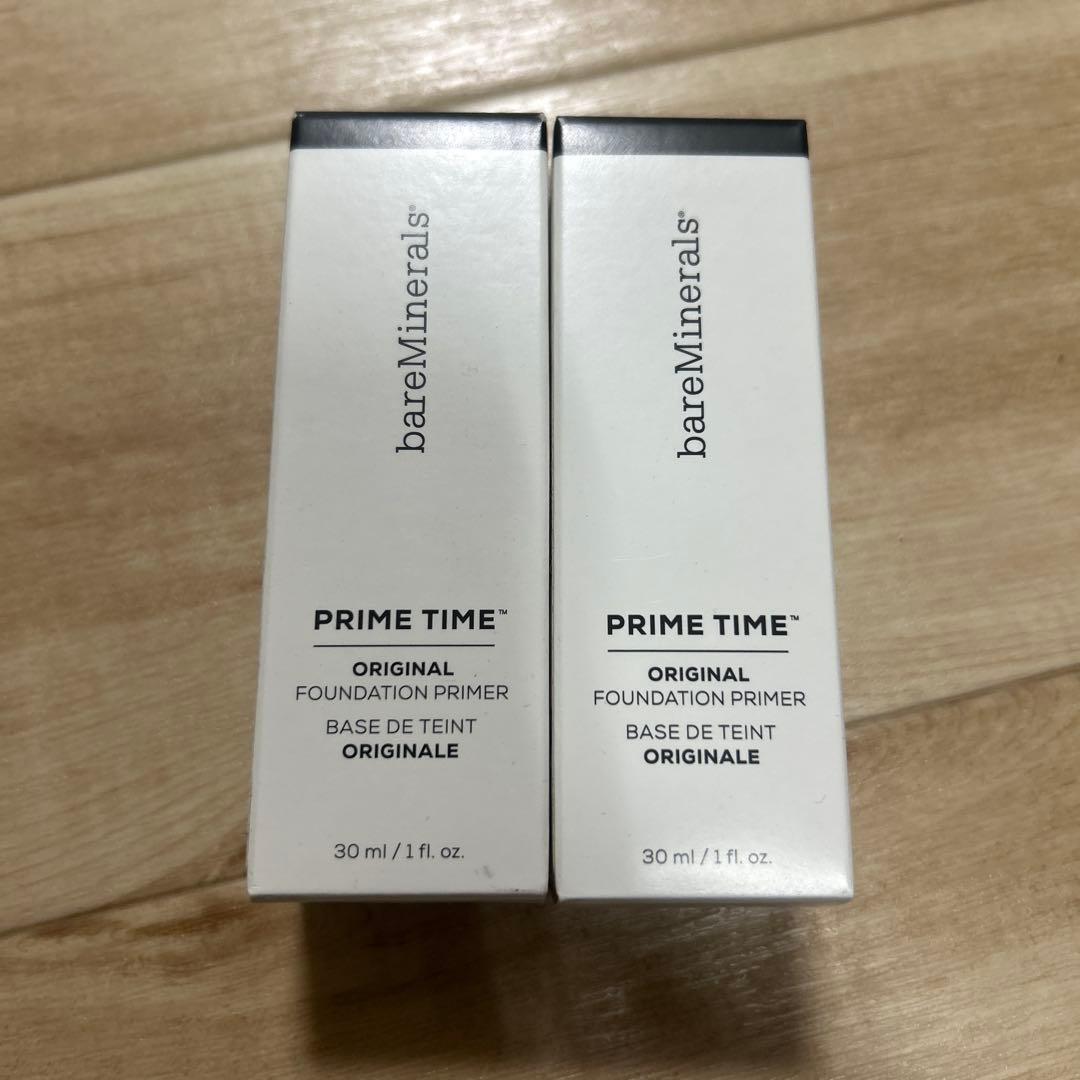 bareMinerals®
PRIME TIME™
ORIGINAL
FOUNDATION PRIMER
BASE DE TEINT
ORIGINALE
30 ml / 1 fl. oz.
bareMinerals®
PRIME TIME™
ORIGINAL
FOUNDATION PRIMER
BASE DE TEINT
ORIGINALE
30 ml / 1 fl. oz.